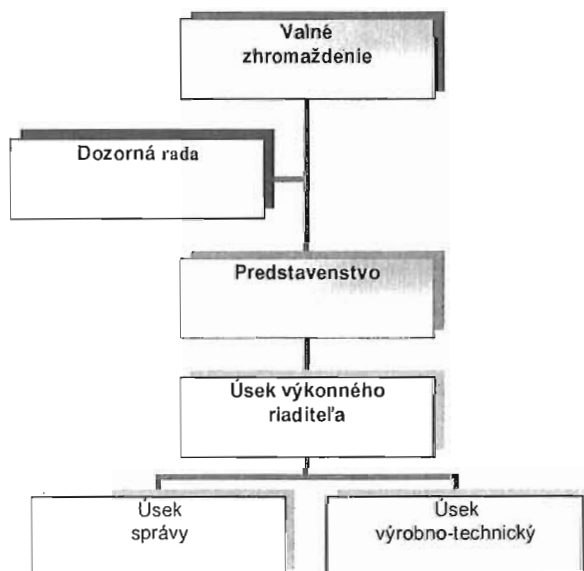 Valné
zhromaždenie
Dozorná rada
Predstavenstvo
Úsek výkonného
riaditeľa
Úsek
správy
Úsek
výrobno-technický